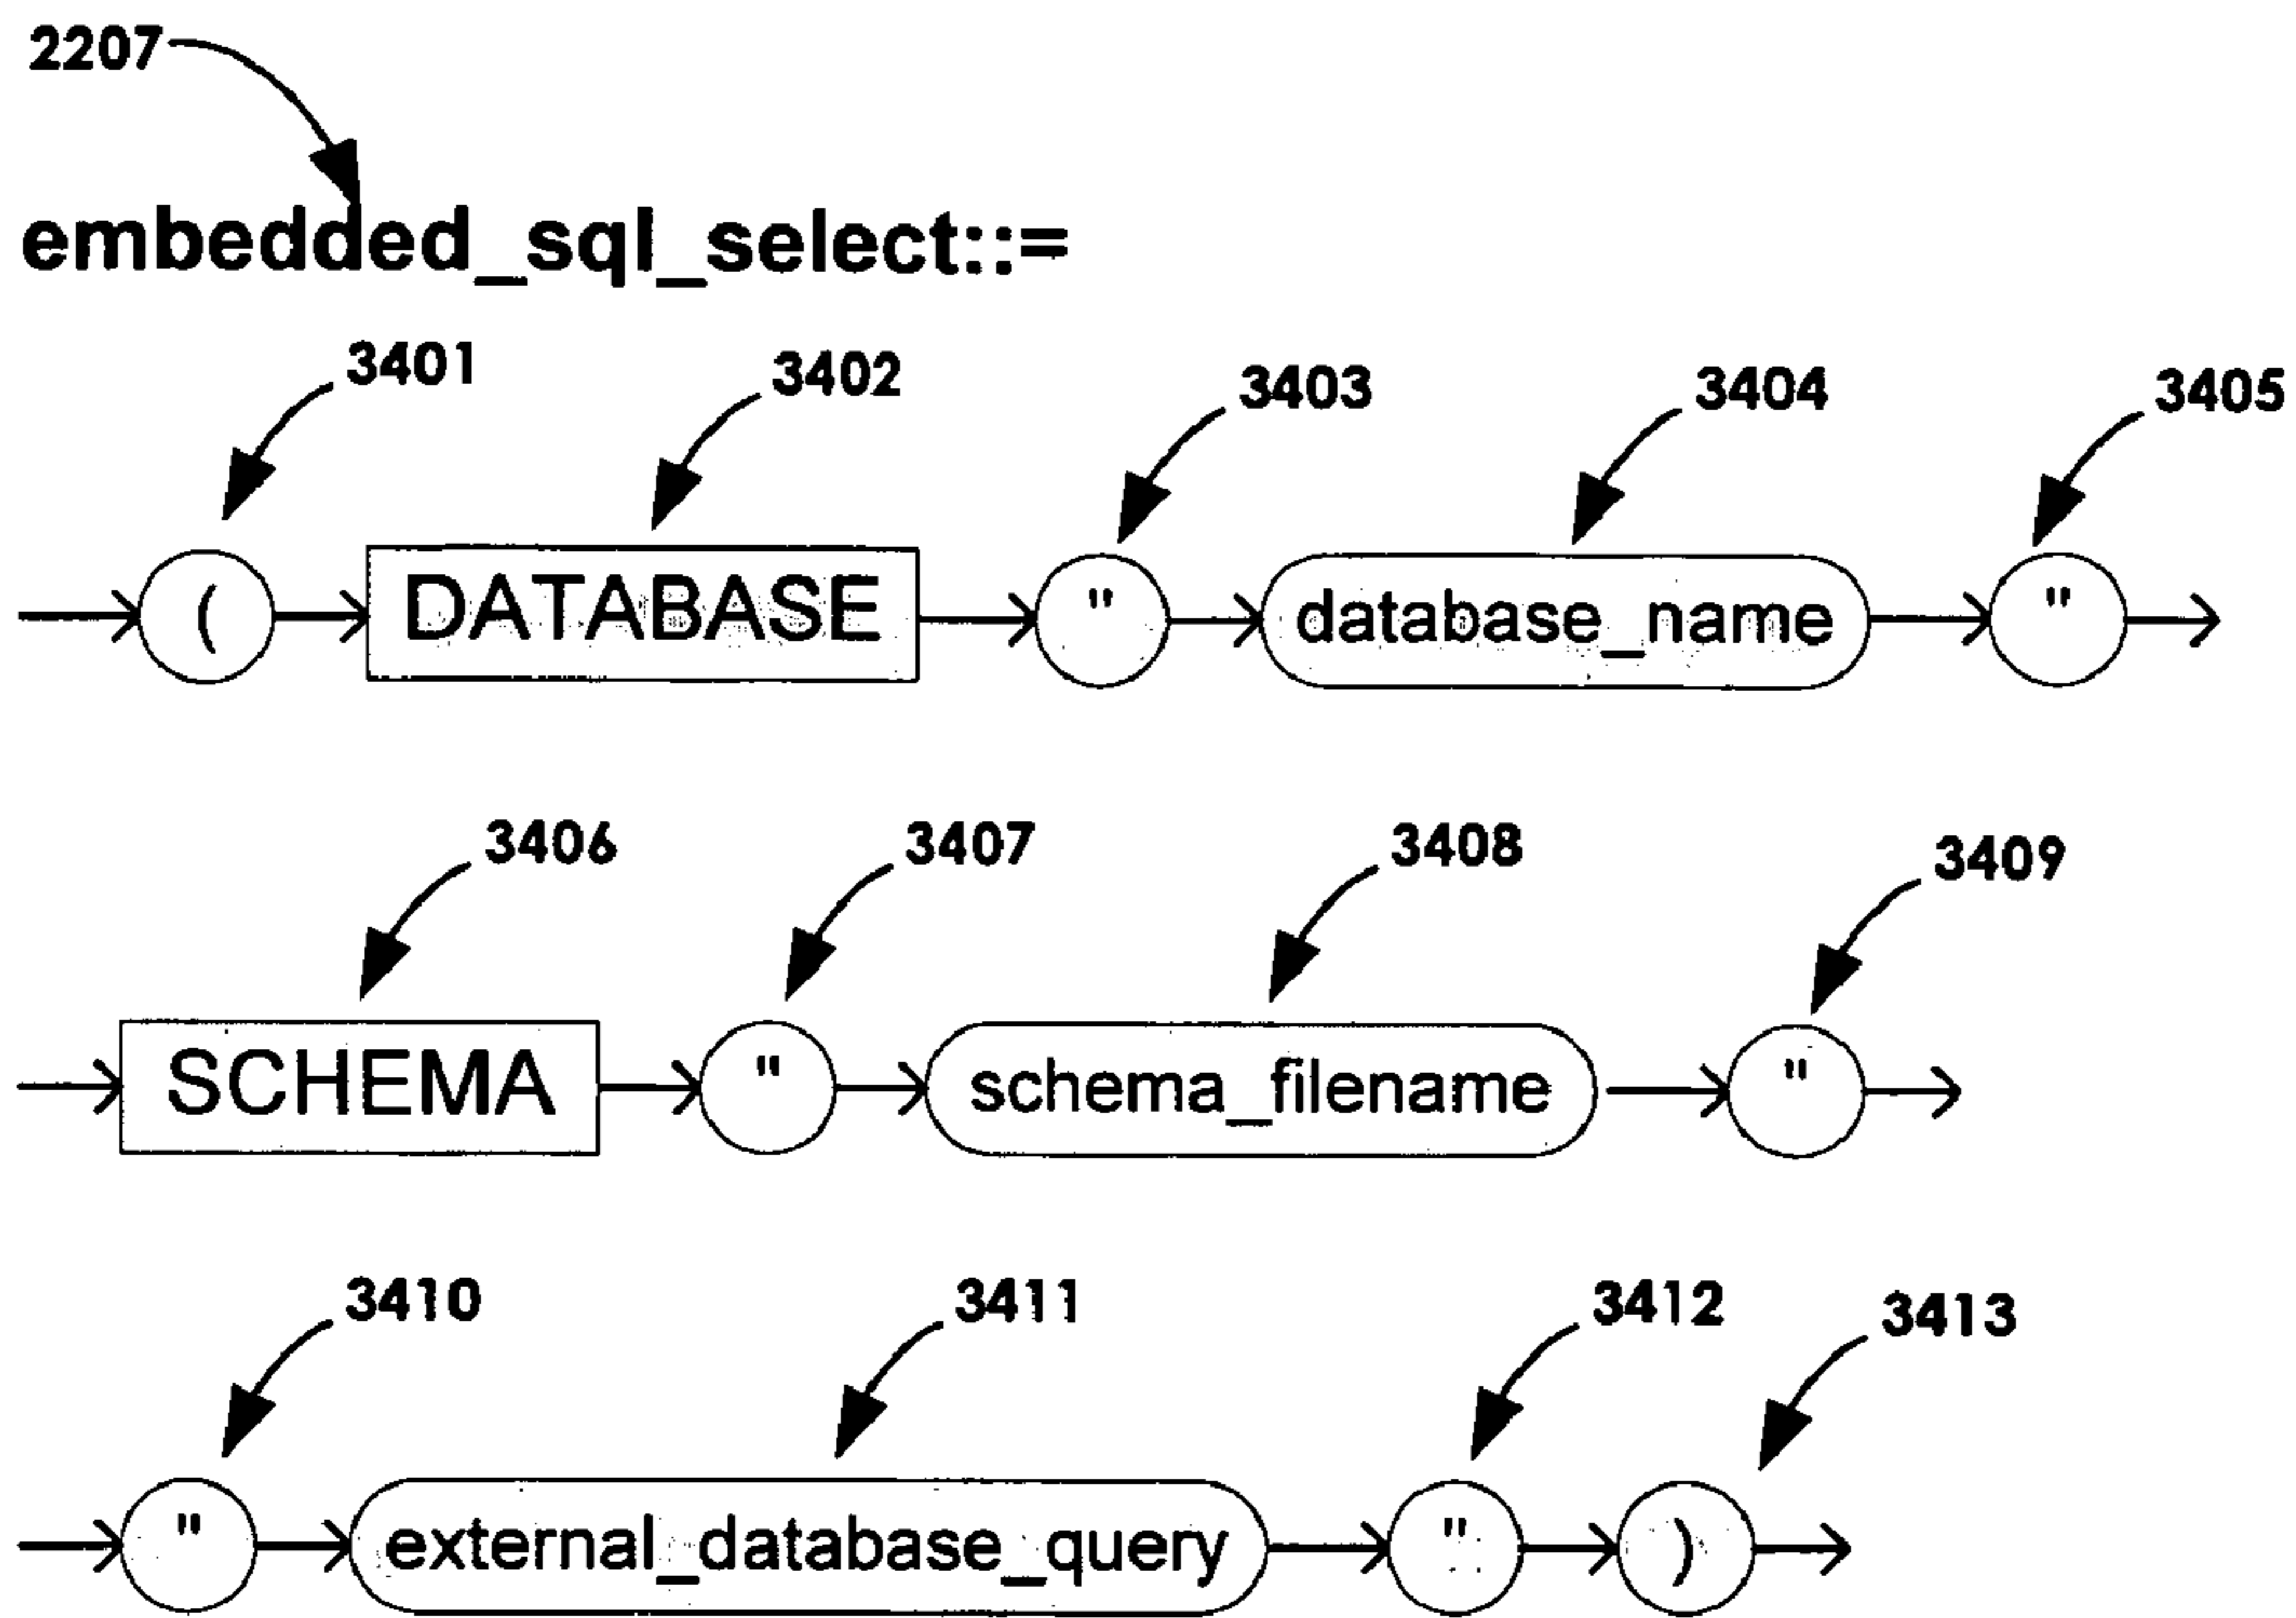 2207
embedded_sql_select::=
3401 3402 3403 3404 3405
( DATABASE " database_name "
3406 3407 3408 3409
SCHEMA " schema_filename "
3410 3411 3412 3413
" external_database_query " )